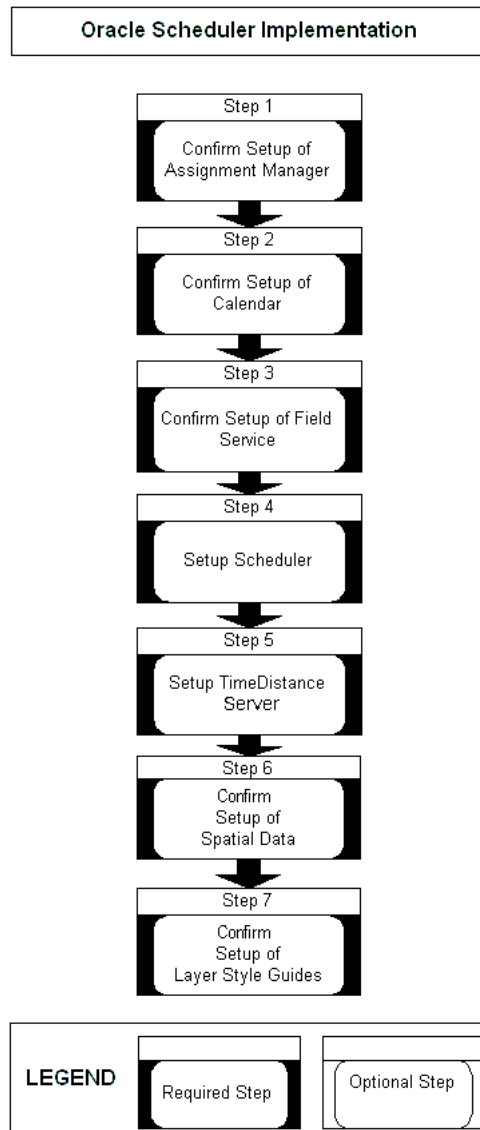 Oracle Scheduler Implementation
Step 1
Confirm Setup of
Assignment Manager
Step 2
Confirm Setup of
Calendar
Step 3
Confirm Setup of Field
Service
Step 4
Setup Scheduler
Step 5
Setup TimeDistance
Server
Step 6
Confirm
Setup of
Spatial Data
Step 7
Confirm
Setup of
Layer Style Guides
LEGEND
Required Step
Optional Step